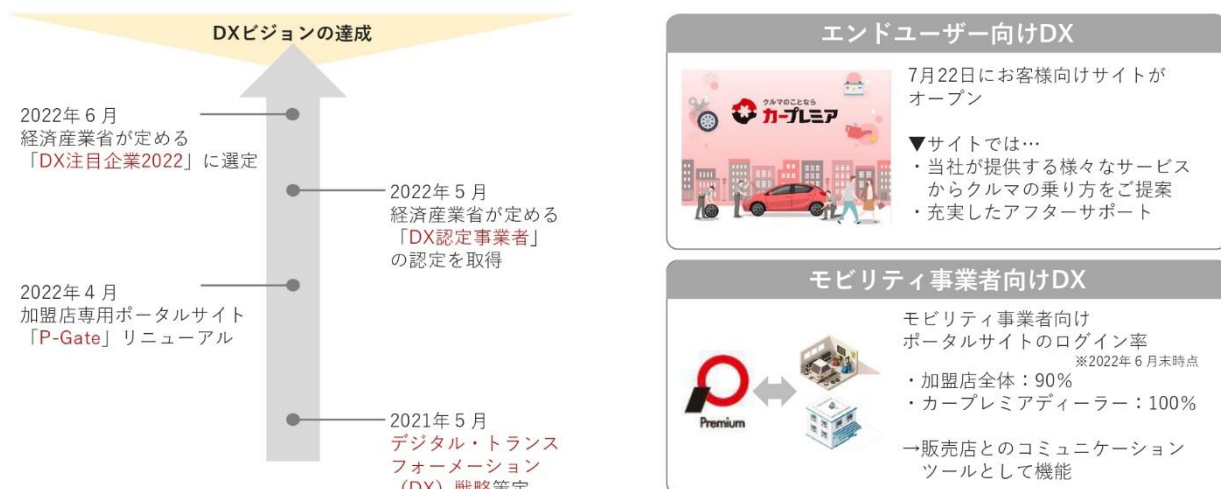 DXビジョンの達成
2022年6月
経済産業省が定める
「DX注目企業2022」に選定
2022年5月
経済産業省が定める
「DX認定事業者」
の認定を取得
2022年4月
加盟店専用ポータルサイト
「P-Gate」リニューアル
2021年5月
デジタル・トランス
フォーメーション
(DX)戦略策定
エンドユーザー向けDX
クルマのことなら
カープレミア
7月22日にお客様向けサイトが
オープン
▼サイトでは…
・当社が提供する様々なサービス
からクルマの乗り方をご提案
・充実したアフターサポート
モビリティ事業者向けDX
Premium
モビリティ事業者向け
ポータルサイトのログイン率
※2022年6月末時点
・加盟店全体：90%
・カープレミアディーラー：100%
→販売店とのコミュニケーション
ツールとして機能